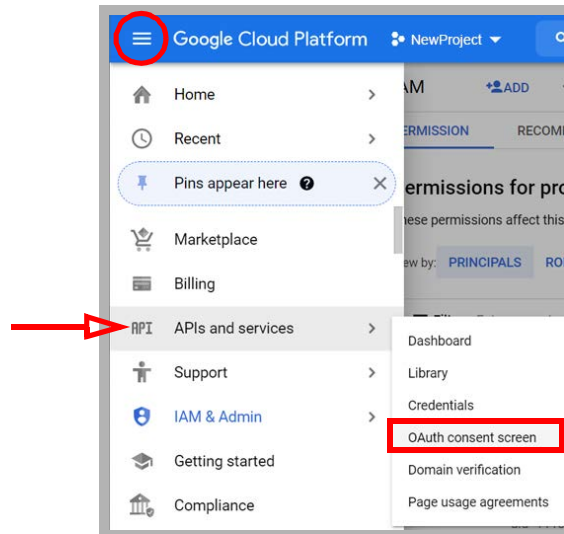 Google Cloud Platform NewProject
Home
Recent
Pins appear here
Marketplace
Billing
API APIs and services
Support
IAM & Admin
Getting started
Compliance
ADD
PRINCIPALS
Dashboard
Library
Credentials
OAuth consent screen
Domain verification
Page usage agreements
ermissions for pro
ese permissions affect this
ew by:
ERMISSION RECOM